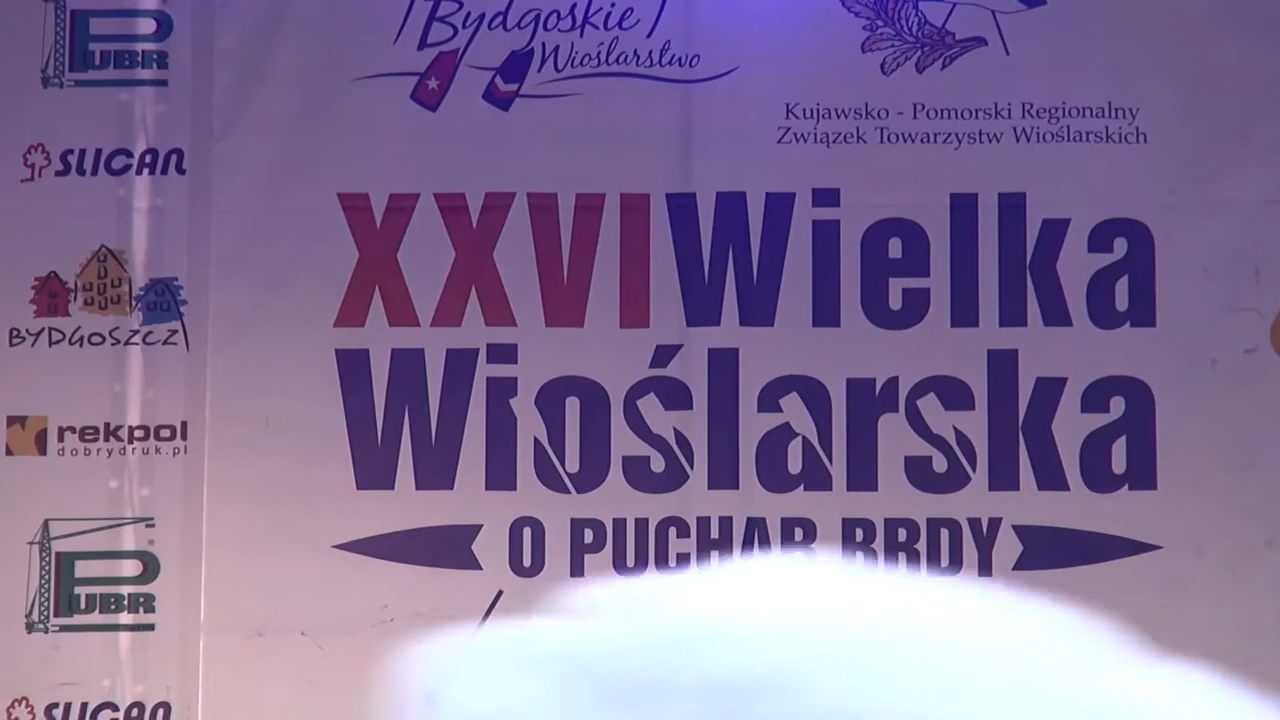 PUBR
SLICAN
BYDGOSZCZ
rekpol
dobrydruk.pl
PUBR
SLICAN
Bydgoskie
Wioślarstwo
Kujawsko - Pomorski Regionalny
Związek Towarzystw Wioślarskich
XXVI Wielka
Wioślarska
O PUCHAR BRDY